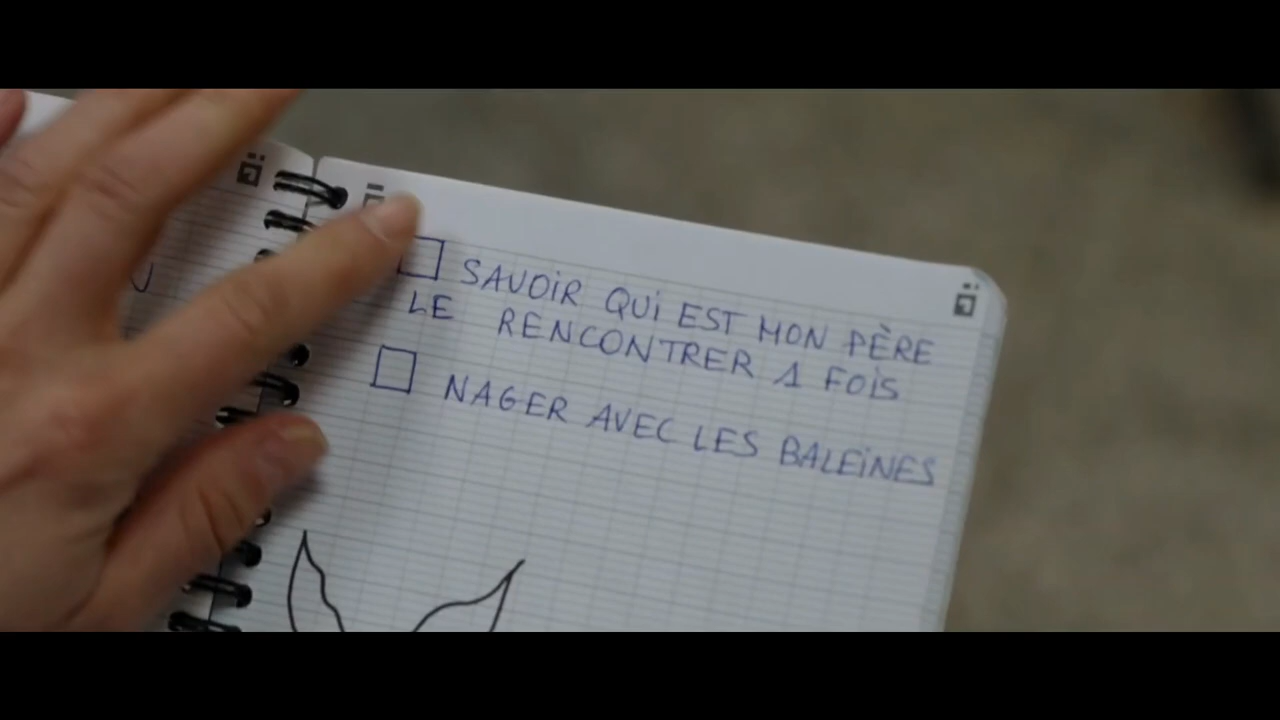 SAVOIR QUI EST MON PÈRE
LE RENCONTRER 1 FOIS
NAGER AVEC LES BALEINES